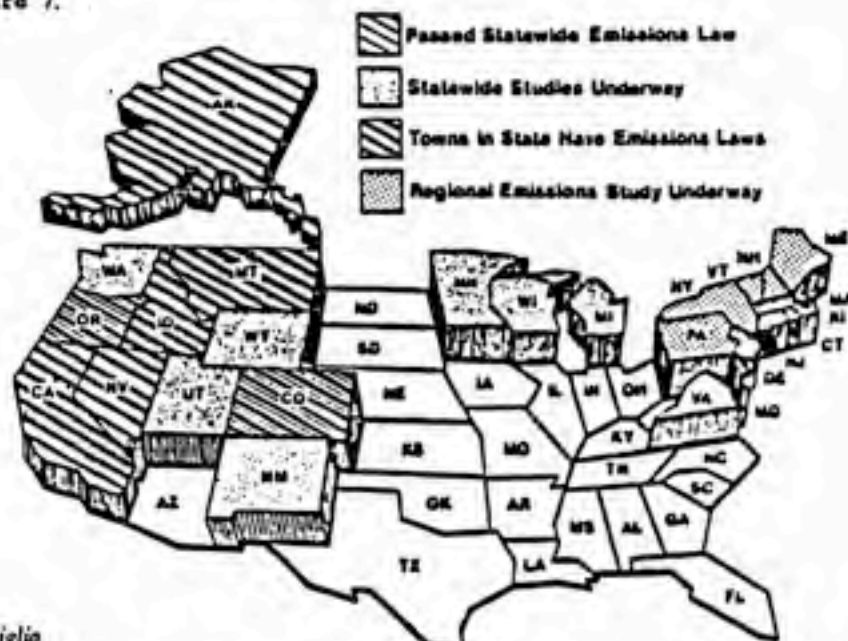 7.
Passed Statewide Emissions Law
Statewide Studies Underway
Towns in State Have Emissions Laws
Regional Emissions Study Underway
AK
WA
MT
OR
ID
WY
CA
NV
UT
CO
AZ
NM
ND
SD
NE
KS
OK
TX
MN
WI
MI
IA
IL
IN
OH
MO
KY
TN
AR
LA
MS
AL
GA
FL
NC
SC
VA
PA
NY
VT
NH
ME
MA
RI
CT
NJ
DE
MD